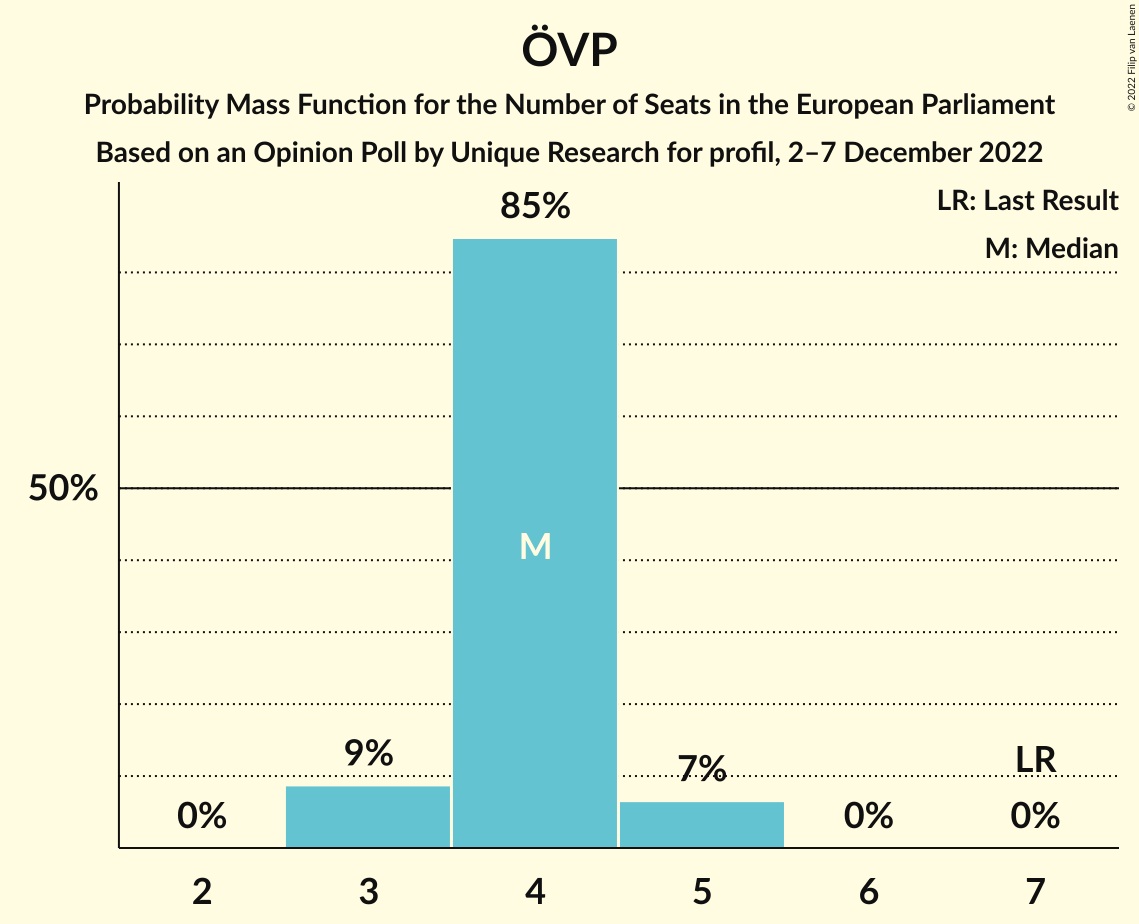 ÖVP
Probability Mass Function for the Number of Seats in the European Parliament
Based on an Opinion Poll by Unique Research for profil, 2–7 December 2022
© 2022 Filip van Laenen
LR: Last Result
M: Median
85%
50%
M
9%
7%
LR
0%
0%
0%
2
3
4
5
6
7